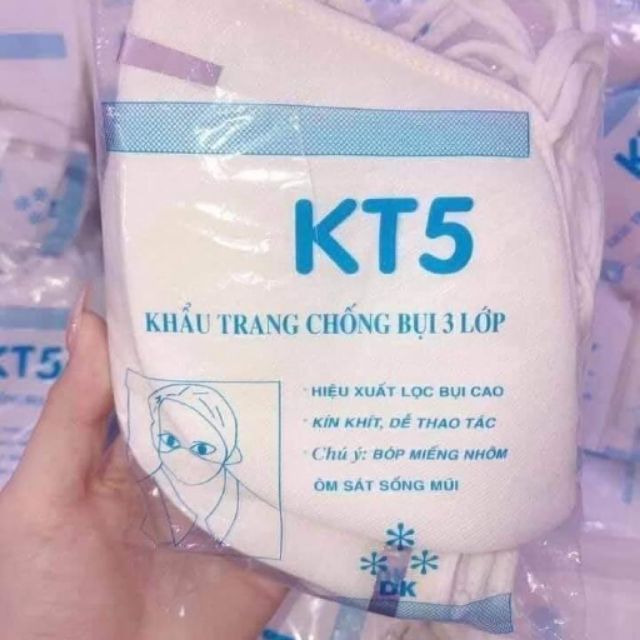 KT5
KHẨU TRANG CHỐNG BỤI 3 LỚP
· HIỆU XUẤT LỌC BỤI CAO
· KÍN KHÍT, DỄ THAO TÁC
· Chú ý: BÓP MIẾNG NHÔM
ÔM SÁT SỐNG MŨI
DK
KT5